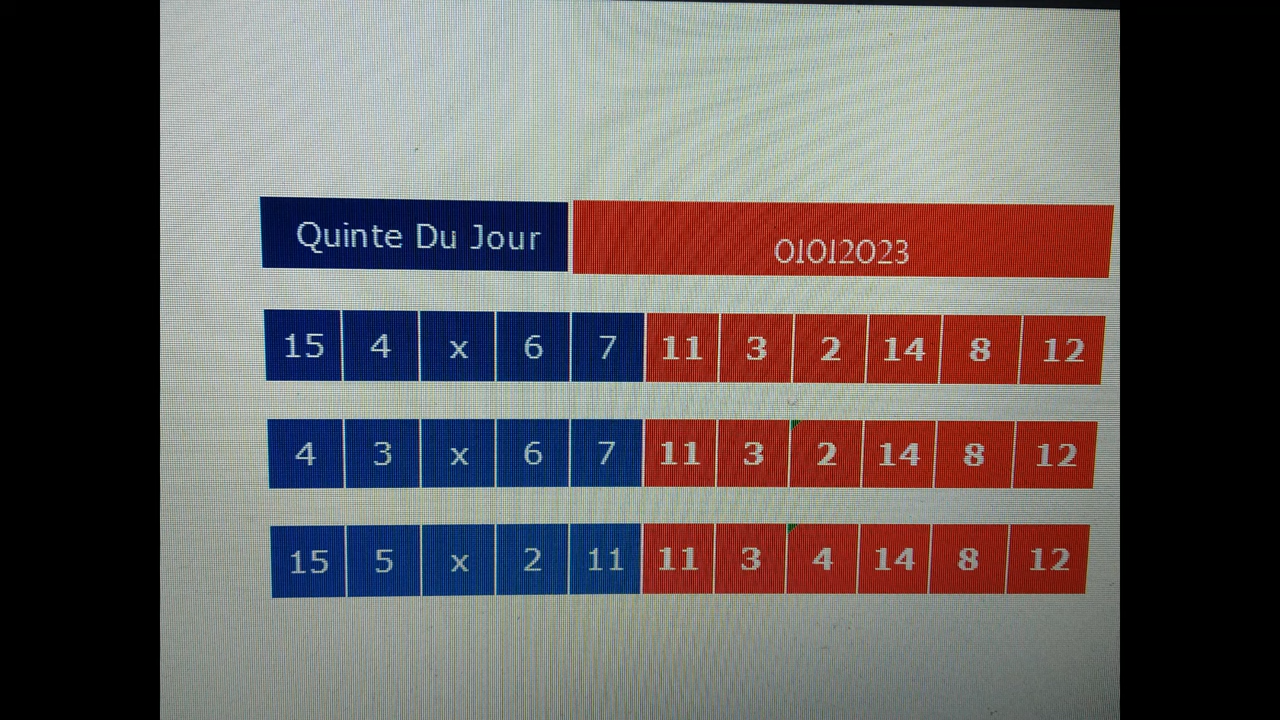 Quinte Du Jour 01012023
15 4 x 6 7 11 3 2 14 8 12
4 3 x 6 7 11 3 2 14 8 12
15 5 x 2 11 11 3 4 14 8 12